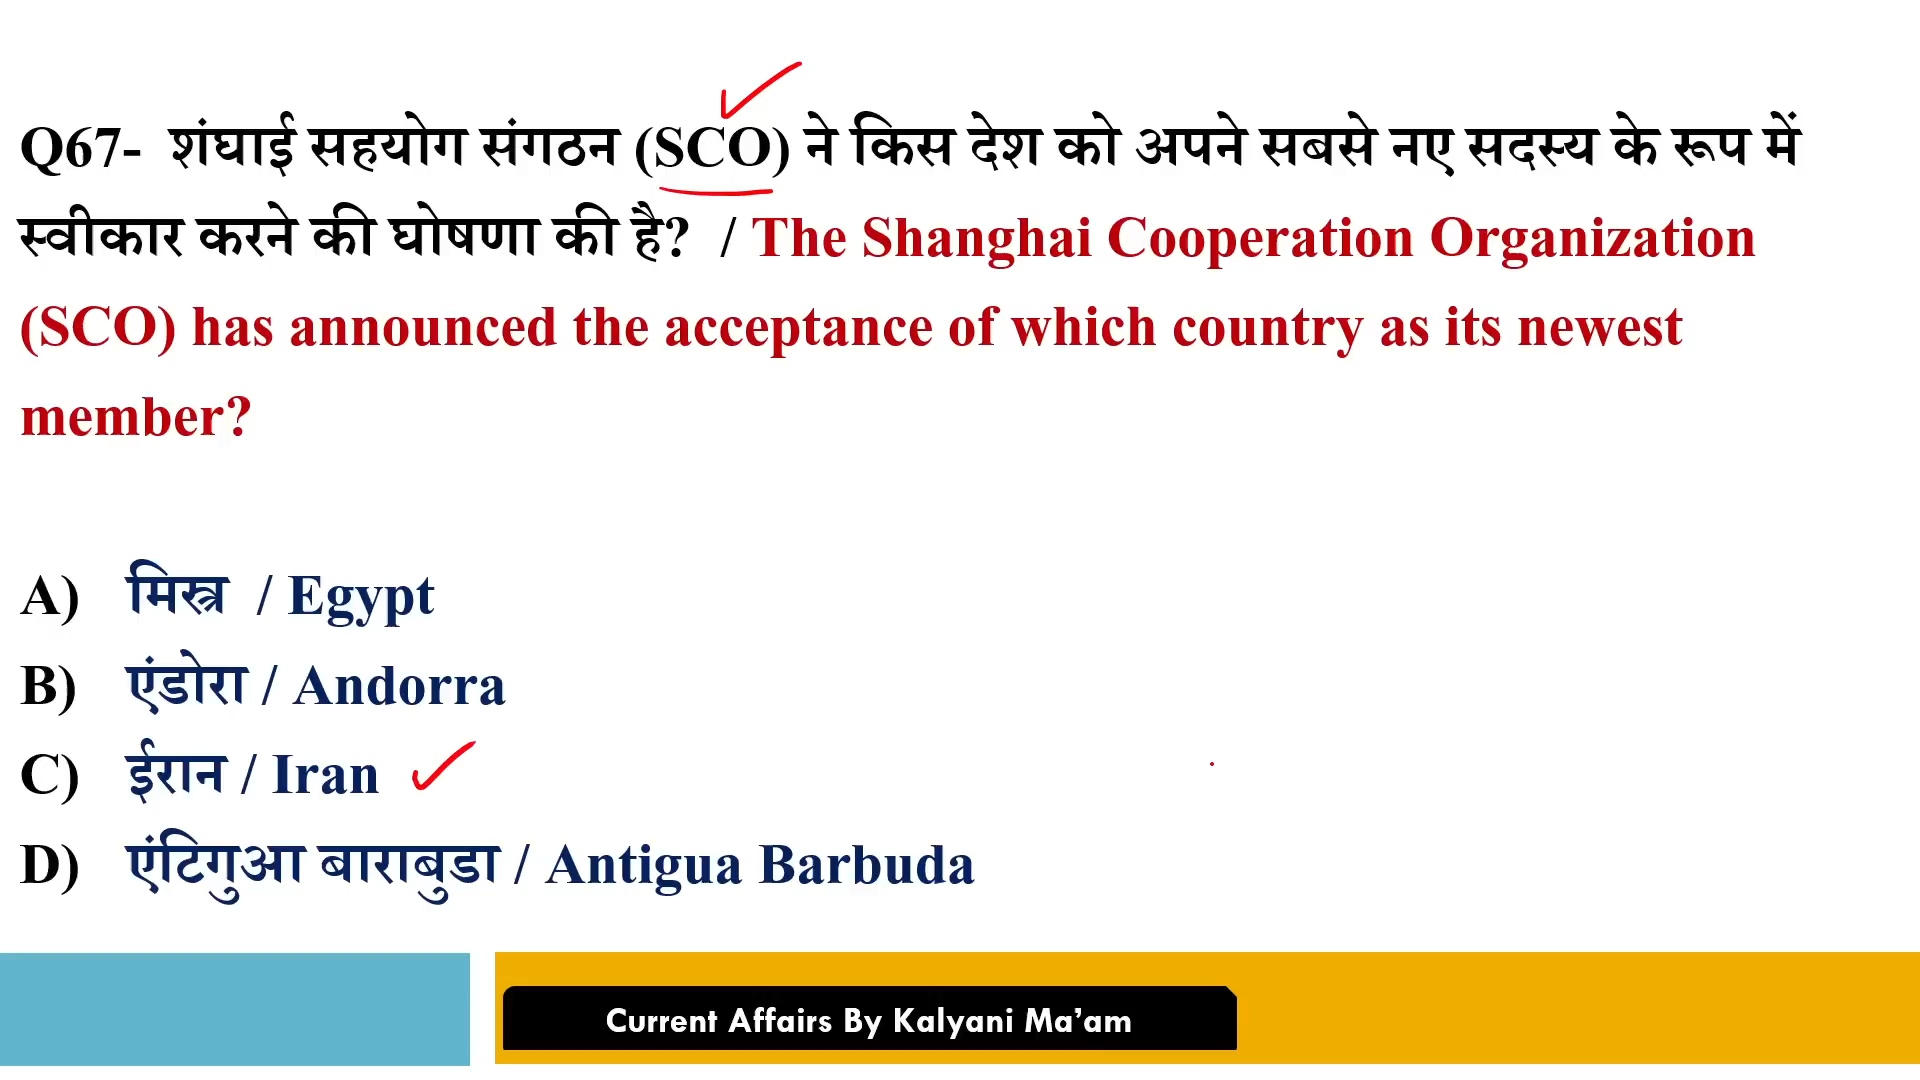 Q67- शंघाई सहयोग संगठन (SCO) ने किस देश को अपने सबसे नए सदस्य के रूप में
स्वीकार करने की घोषणा की है? / The Shanghai Cooperation Organization
(SCO) has announced the acceptance of which country as its newest
member?
A) मिस्त्र / Egypt
B) एंडोरा / Andorra
C) ईरान / Iran
D) एंटिगुआ बाराबुडा / Antigua Barbuda
Current Affairs By Kalyani Ma’am